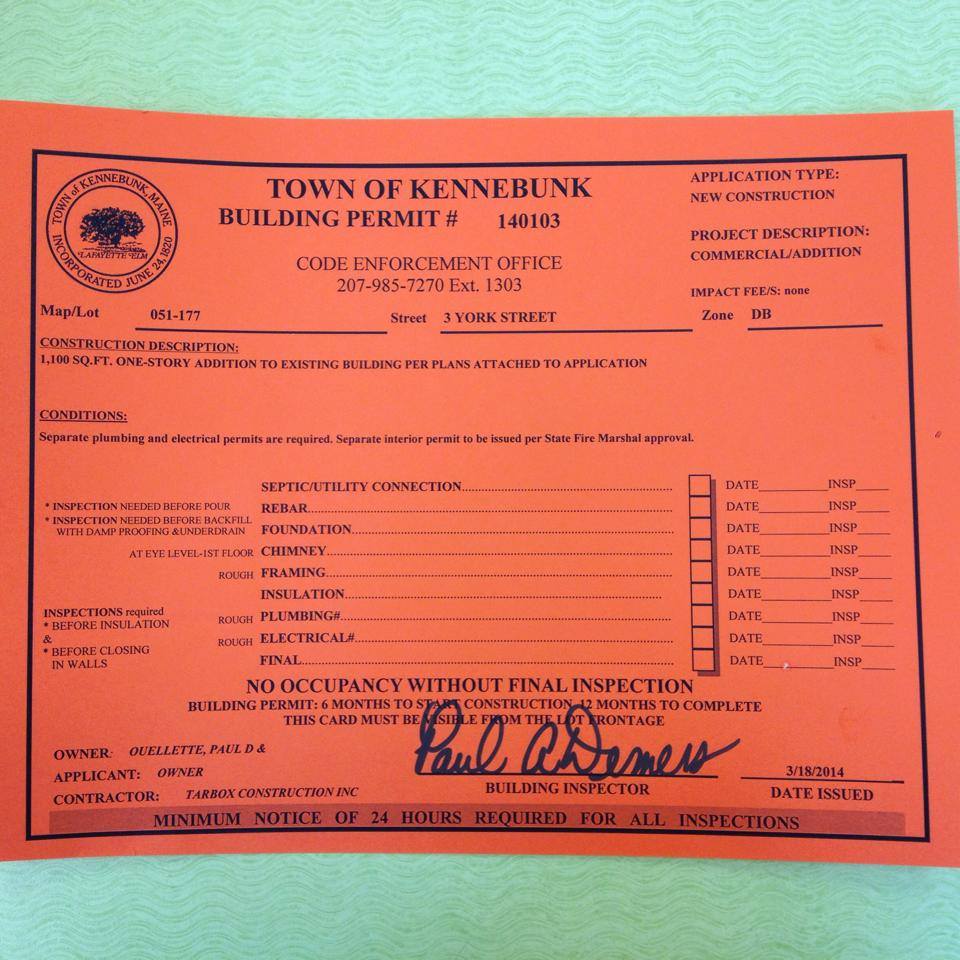 TOWN of KENNEBUNK, MAINE
LAFAYETTE ELM
INCORPORATED JUNE 24, 1820
TOWN OF KENNEBUNK
BUILDING PERMIT # 140103
CODE ENFORCEMENT OFFICE
207-985-7270 Ext. 1303
APPLICATION TYPE:
NEW CONSTRUCTION
PROJECT DESCRIPTION:
COMMERCIAL/ADDITION
IMPACT FEE/S: none
Map/Lot 051-177 Street 3 YORK STREET Zone DB
CONSTRUCTION DESCRIPTION:
1,100 SQ.FT. ONE-STORY ADDITION TO EXISTING BUILDING PER PLANS ATTACHED TO APPLICATION
CONDITIONS:
Separate plumbing and electrical permits are required. Separate interior permit to be issued per State Fire Marshal approval.
SEPTIC/UTILITY CONNECTION DATE INSP
* INSPECTION NEEDED BEFORE POUR REBAR DATE INSP
* INSPECTION NEEDED BEFORE BACKFILL
WITH DAMP PROOFING &UNDERDRAIN FOUNDATION DATE INSP
AT EYE LEVEL-1ST FLOOR CHIMNEY DATE INSP
ROUGH FRAMING DATE INSP
INSULATION DATE INSP
INSPECTIONS required
* BEFORE INSULATION ROUGH PLUMBING# DATE INSP
& ROUGH ELECTRICAL# DATE INSP
* BEFORE CLOSING
IN WALLS FINAL DATE INSP
NO OCCUPANCY WITHOUT FINAL INSPECTION
BUILDING PERMIT: 6 MONTHS TO START CONSTRUCTION, 12 MONTHS TO COMPLETE
THIS CARD MUST BE VISIBLE FROM THE LOT FRONTAGE
OWNER: OUELLETTE, PAUL D &
Paul A Demers
APPLICANT: OWNER
3/18/2014
CONTRACTOR: TARBOX CONSTRUCTION INC
BUILDING INSPECTOR DATE ISSUED
MINIMUM NOTICE OF 24 HOURS REQUIRED FOR ALL INSPECTIONS